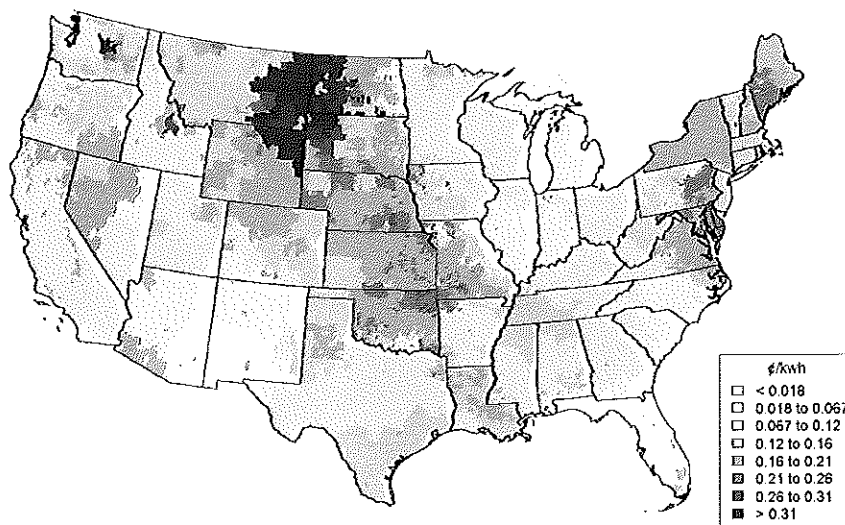 ¢/kwh
< 0.018
0.018 to 0.067
0.067 to 0.12
0.12 to 0.16
0.16 to 0.21
0.21 to 0.26
0.26 to 0.31
> 0.31